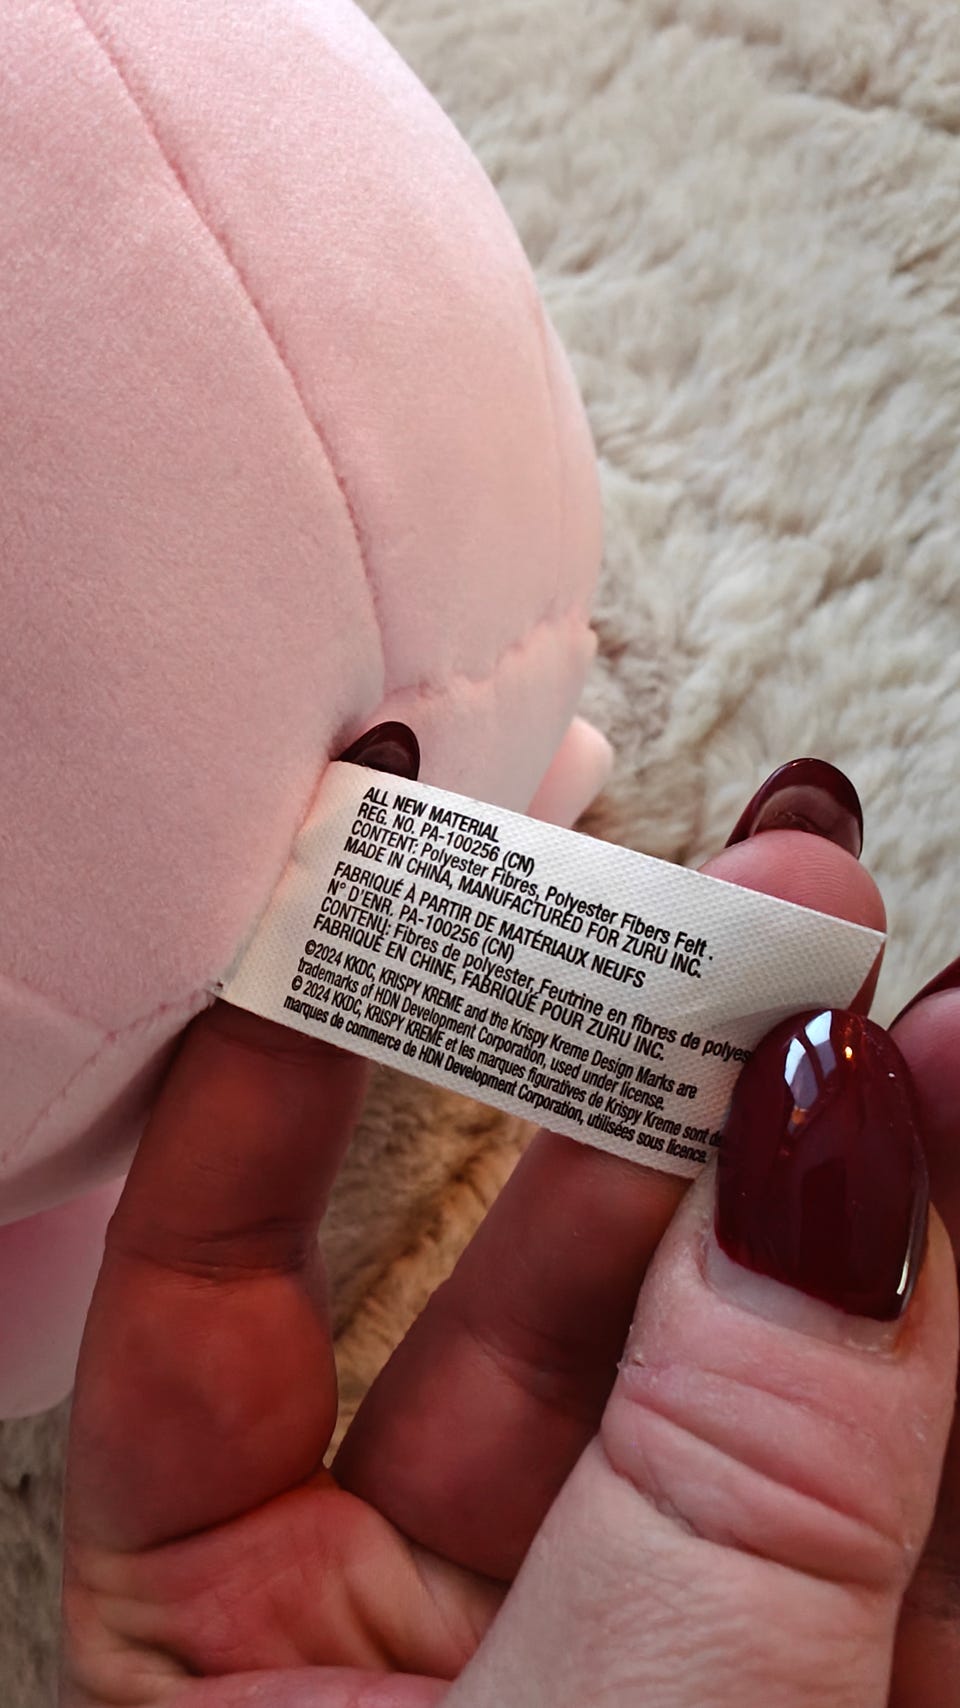 ALL NEW MATERIAL
REG. NO. PA-100256 (CN)
CONTENT: Polyester Fibres, Polyester Fibers Felt .
MADE IN CHINA, MANUFACTURED FOR ZURU INC.
FABRIQUÉ À PARTIR DE MATÉRIAUX NEUFS
N° D'ENR. PA-100256 (CN)
CONTENU: Fibres de polyester, Feutrine en fibres de polyes
FABRIQUÉ EN CHINE, FABRIQUÉ POUR ZURU INC.
©2024 KKDC, KRISPY KREME and the Krispy Kreme Design Marks are
trademarks of HDN Development Corporation, used under license.
© 2024 KKDC, KRISPY KREME et les marques figuratives de Krispy Kreme sont
marques de commerce de HDN Development Corporation, utilisées sous licence.